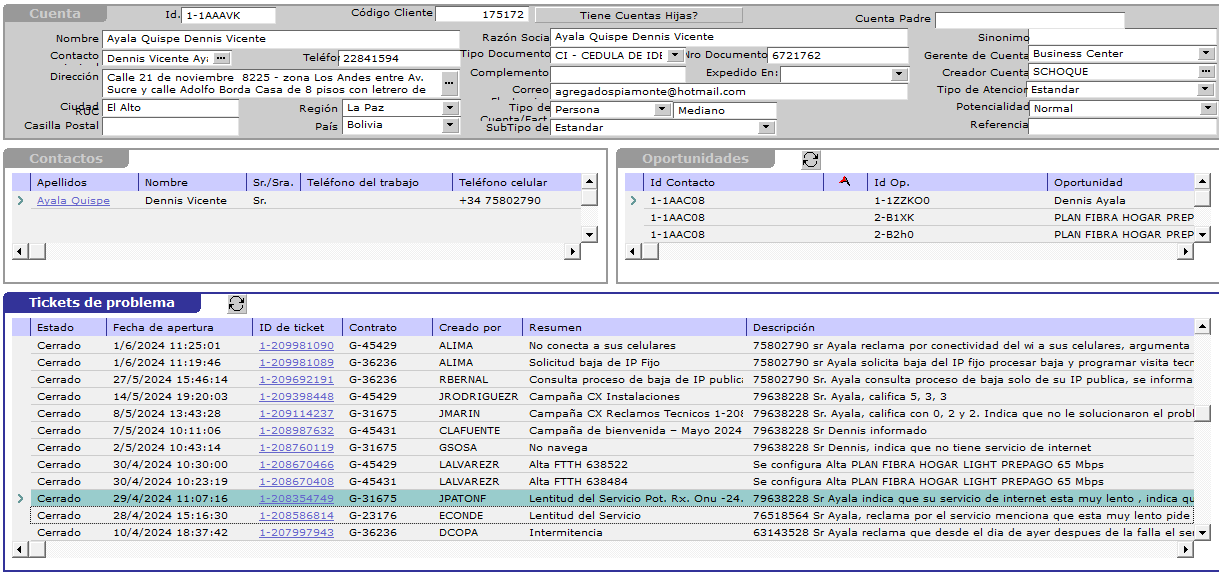 Cuenta Id. 1-1AAAVK Código Cliente 175172 Tiene Cuentas Hijas? Cuenta Padre
Nombre Ayala Quispe Dennis Vicente Razón Socia Ayala Quispe Dennis Vicente Sinonimo
Contacto Dennis Vicente Ay: ... Teléfo 22841594 Tipo Documento CI - CEDULA DE IDE Nro Documento 6721762 Gerente de Cuenta Business Center
Dirección Calle 21 de noviembre 8225 - zona Los Andes entre Av. ... Complemento Expedido En: Creador Cuenta SCHOQUE ...
Sucre y calle Adolfo Borda Casa de 8 pisos con letrero de Correo agregadospiamonte@hotmail.com Tipo de Atencion Estandar
Ciudad El Alto Región La Paz Tipo de Persona Mediano Potencialidad Normal
RUC Cuenta/Fact
Casilla Postal País Bolivia SubTipo de Estandar Referencia
Contactos
Apellidos Nombre Sr./Sra. Teléfono del trabajo Teléfono celular
Ayala Quispe Dennis Vicente Sr. +34 75802790
Oportunidades
Id Contacto Id Op. Oportunidad
1-1AAC08 1-1ZZKO0 Dennis Ayala
1-1AAC08 2-B1XK PLAN FIBRA HOGAR PREP
1-1AAC08 2-B2h0 PLAN FIBRA HOGAR PREP
Tickets de problema
Estado Fecha de apertura ID de ticket Contrato Creado por Resumen Descripción
Cerrado 1/6/2024 11:25:01 1-209981090 G-45429 ALIMA No conecta a sus celulares 75802790 sr Ayala reclama por conectividad del wi a sus celulares, argumenta
Cerrado 1/6/2024 11:19:46 1-209981089 G-36236 ALIMA Solicitud baja de IP Fijo 75802790 sr Ayala solicita baja del IP fijo procesar baja y programar visita tecr
Cerrado 27/5/2024 15:46:14 1-209692191 G-36236 RBERNAL Consulta proceso de baja de IP publica 75802790 Sr. Ayala consulta proceso de baja solo de su IP publica, se informa
Cerrado 14/5/2024 19:20:03 1-209398448 G-45429 JRODRIGUEZR Campaña CX Instalaciones 79638228 Sr. Ayala, califica 5, 3, 3
Cerrado 8/5/2024 13:43:28 1-209114237 G-31675 JMARIN Campaña CX Reclamos Tecnicos 1-208 79638228 Sr. Ayala, califica con 0, 2 y 2. Indica que no le solucionaron el probl
Cerrado 7/5/2024 10:11:06 1-208987632 G-45431 CLAFUENTE Campaña de bienvenida – Mayo 2024 79638228 Sr Dennis informado
Cerrado 2/5/2024 10:43:14 1-208760119 G-31675 GSOSA No navega 79638228 Sr Dennis, indica que no tiene servicio de internet
Cerrado 30/4/2024 10:30:00 1-208670466 G-45429 LALVAREZR Alta FTTH 638522 Se configura Alta PLAN FIBRA HOGAR LIGHT PREPAGO 65 Mbps
Cerrado 30/4/2024 10:23:19 1-208670408 G-45431 LALVAREZR Alta FTTH 638484 Se configura Alta PLAN FIBRA HOGAR LIGHT PREPAGO 65 Mbps
Cerrado 29/4/2024 11:07:16 1-208354749 G-31675 JPATONF Lentitud del Servicio Pot. Rx. Onu -24. 79638228 Sr Ayala indica que su servicio de internet esta muy lento , indica qu
Cerrado 28/4/2024 15:16:30 1-208586814 G-23176 ECONDE Lentitud del Servicio 76518564 Sr Ayala, reclama por el servicio menciona que esta muy lento pide
Cerrado 10/4/2024 18:37:42 1-207997943 G-36236 DCOPA Intermitencia 63143528 Sr Ayala reclama que desde el dia de ayer despues de la falla el ser